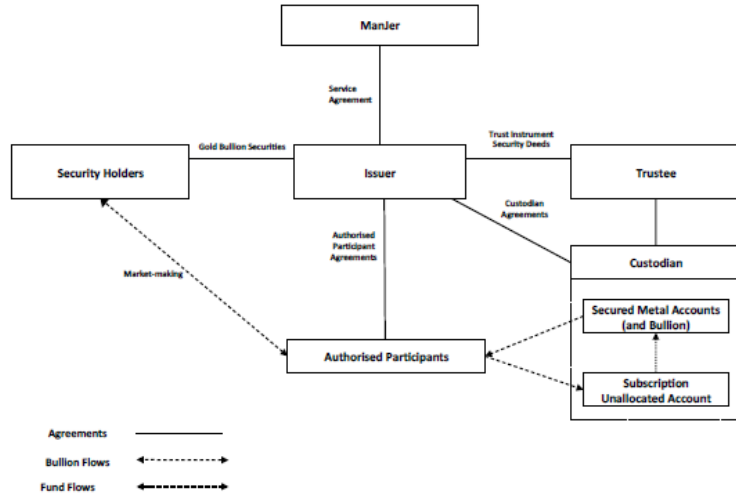 ManJer
Service
Agreement
Gold Bullion Securities
Trust Instrument
Security Deeds
Security Holders
Issuer
Trustee
Custodian
Agreements
Authorised
Participant
Agreements
Custodian
Market-making
Secured Metal Accounts
(and Bullion)
Authorised Participants
Subscription
Unallocated Account
Agreements
Bullion Flows
Fund Flows